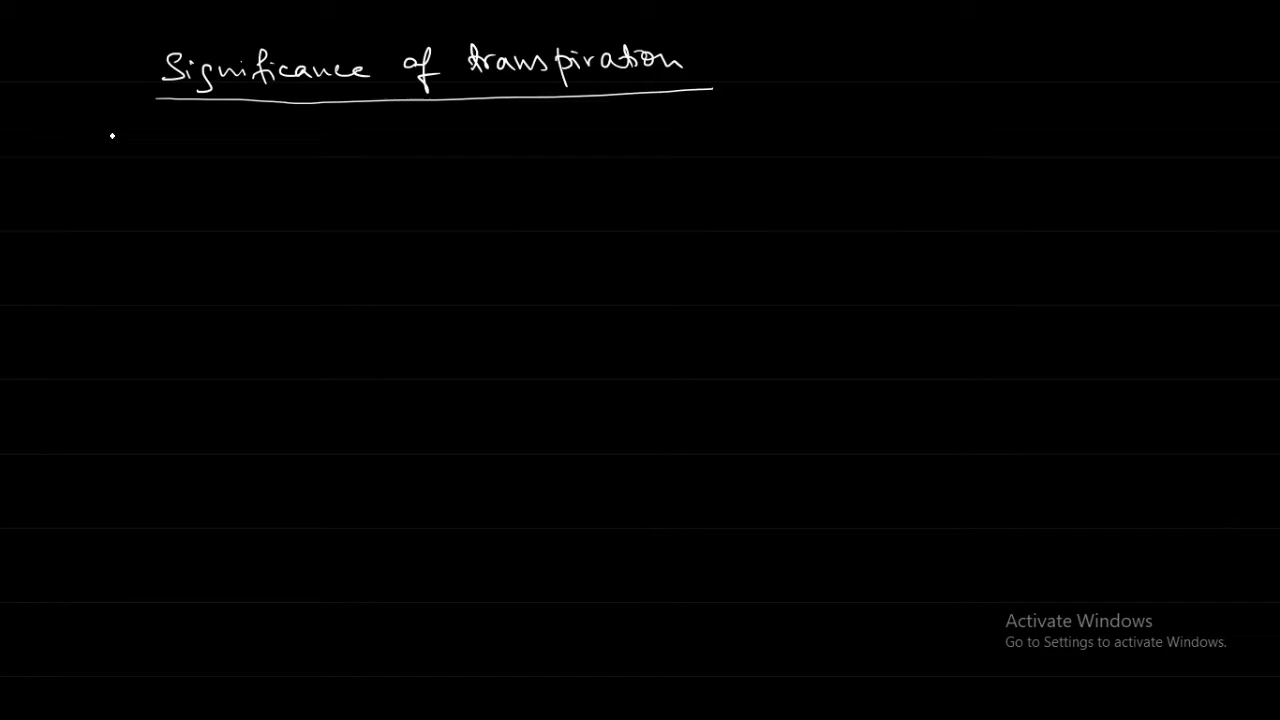 Significance of transpiration
Activate Windows
Go to Settings to activate Windows.